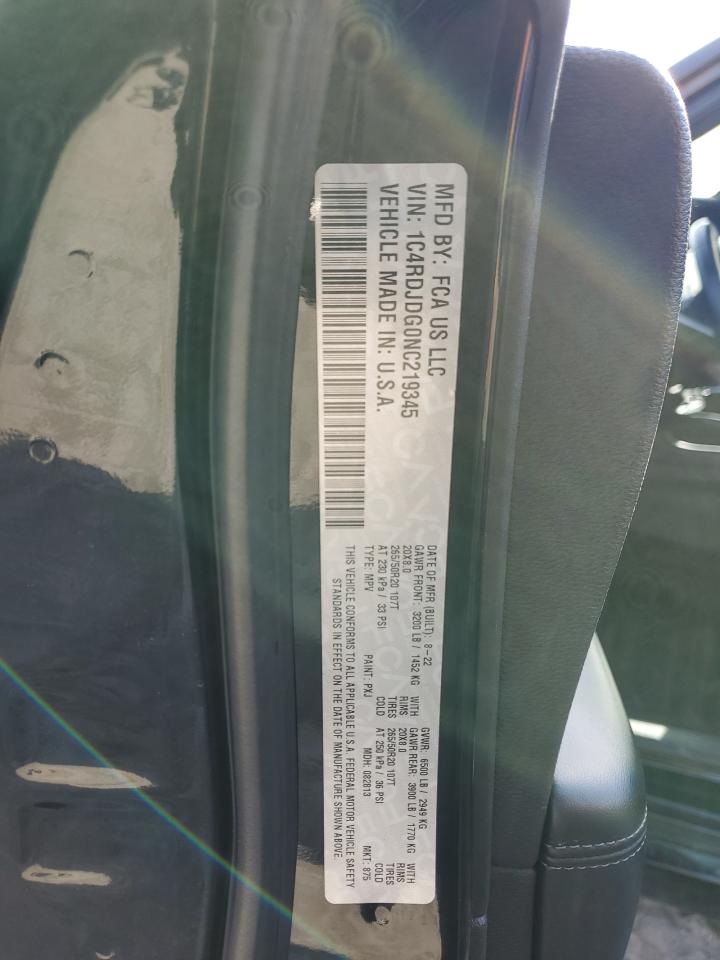 MFD BY: FCA US LLC
VIN: 1C4RDJDG0NC219345
VEHICLE MADE IN: U.S.A.
DATE OF MFR (BUILT): 8-22 GVWR: 6500 LB / 2949 KG
GAWR FRONT: 3200 LB / 1452 KG WITH GAWR REAR: 3900 LB / 1770 KG WITH
20X8.0 RIMS 20X8.0 RIMS
265/50R20 107T TIRES 265/50R20 107T TIRES
AT 230 kPa / 33 PSI COLD AT 250 kPa / 36 PSI COLD
TYPE: MPV PAINT: PXJ MDH: 082813 MKT: 875
THIS VEHICLE CONFORMS TO ALL APPLICABLE U.S.A. FEDERAL MOTOR VEHICLE SAFETY
STANDARDS IN EFFECT ON THE DATE OF MANUFACTURE SHOWN ABOVE.